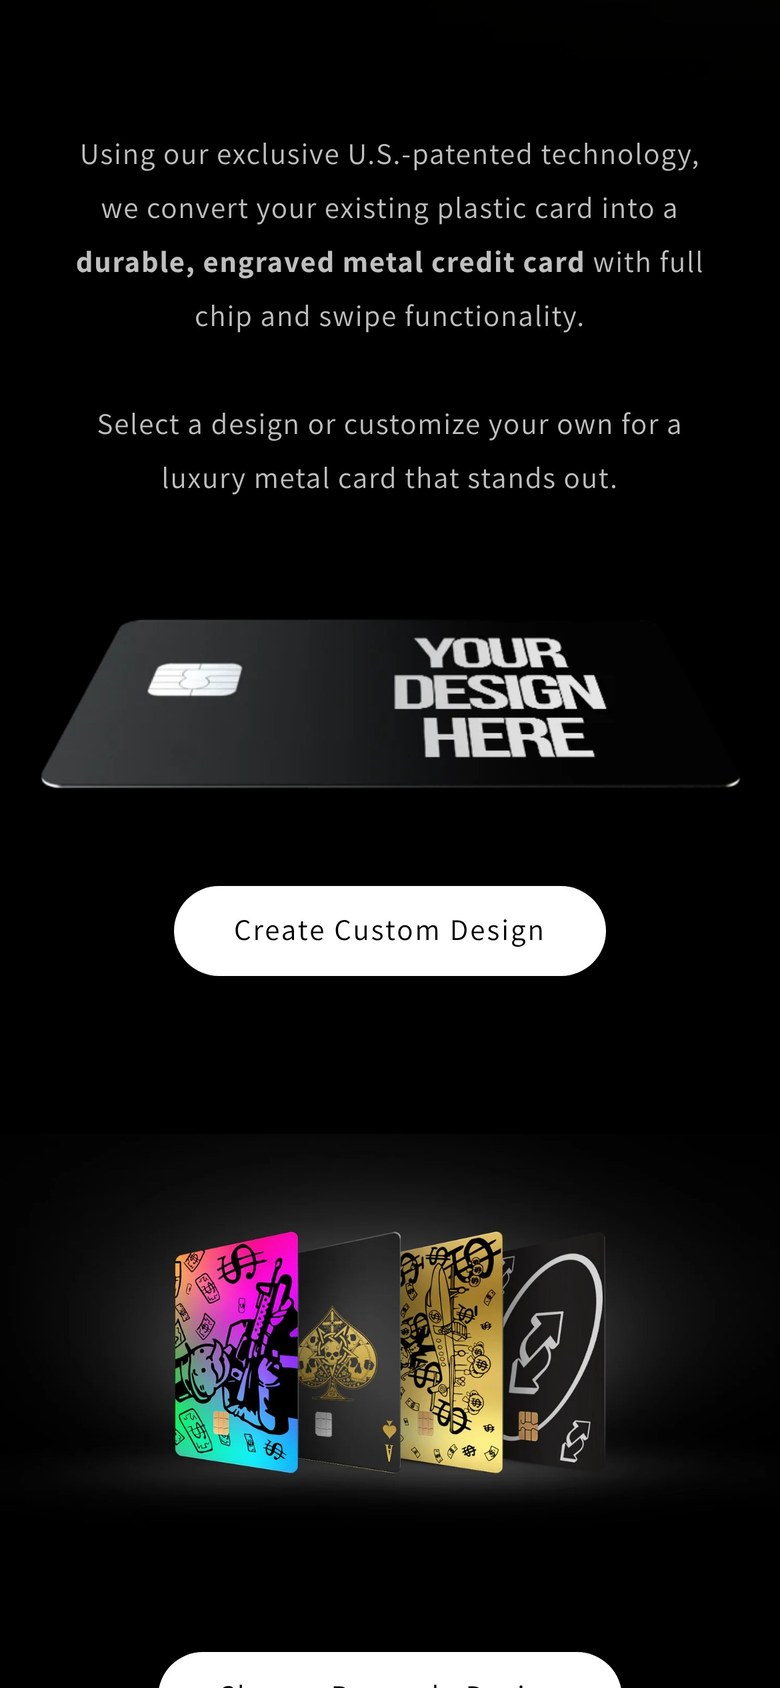 Using our exclusive U.S.-patented technology,
we convert your existing plastic card into a
durable, engraved metal credit card with full
chip and swipe functionality.
Select a design or customize your own for a
luxury metal card that stands out.
YOUR
DESIGN
HERE
Create Custom Design
A